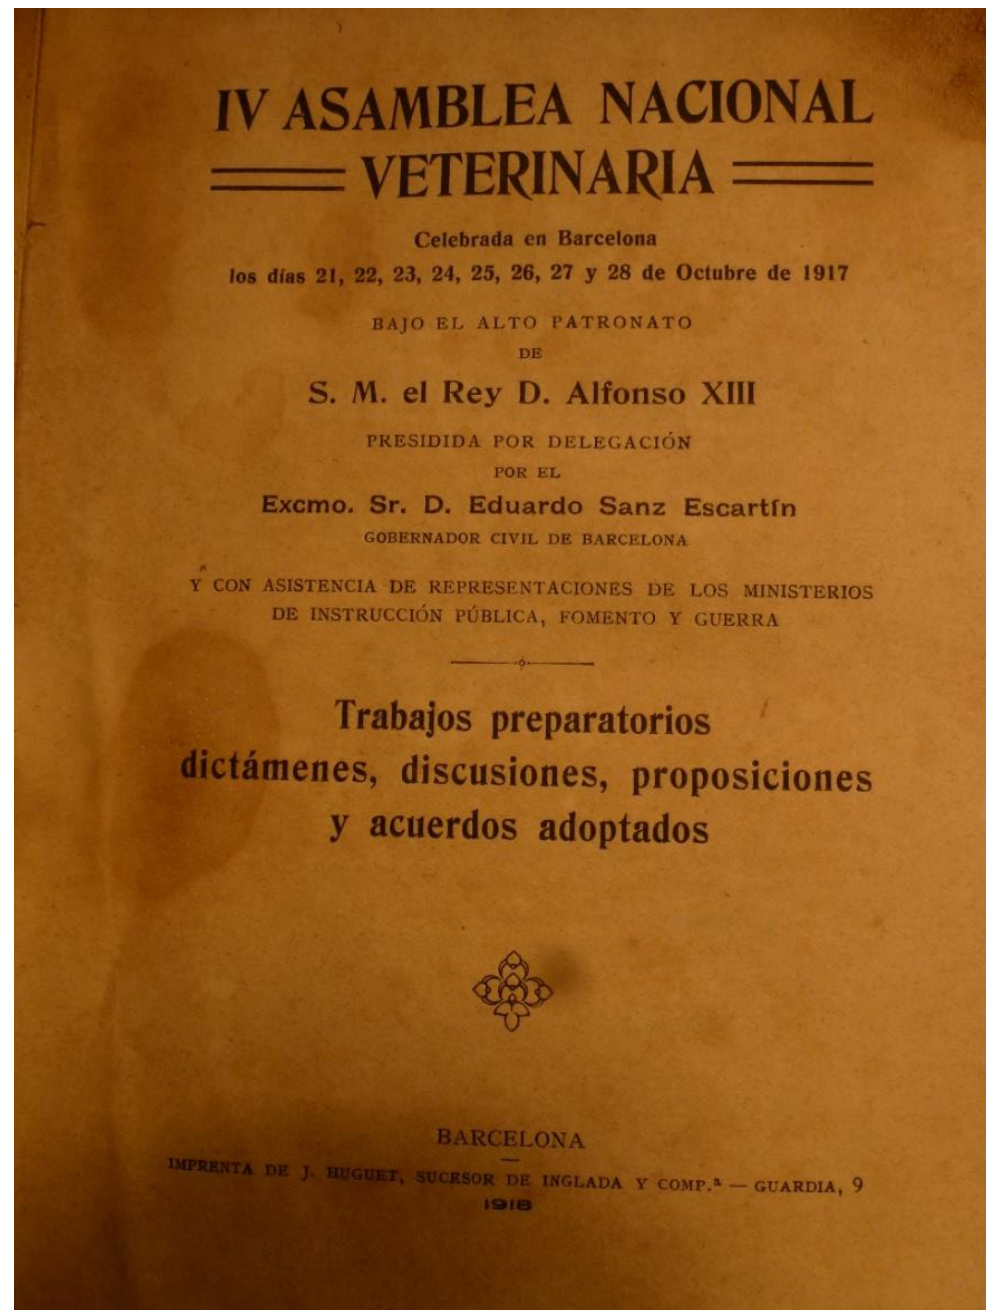 IV ASAMBLEA NACIONAL
VETERINARIA
Celebrada en Barcelona
los días 21, 22, 23, 24, 25, 26, 27 y 28 de Octubre de 1917
BAJO EL ALTO PATRONATO
DE
S. M. el Rey D. Alfonso XIII
PRESIDIDA POR DELEGACIÓN
POR EL
Excmo. Sr. D. Eduardo Sanz Escartín
GOBERNADOR CIVIL DE BARCELONA
Y CON ASISTENCIA DE REPRESENTACIONES DE LOS MINISTERIOS
DE INSTRUCCIÓN PÚBLICA, FOMENTO Y GUERRA
Trabajos preparatorios
dictámenes, discusiones, proposiciones
y acuerdos adoptados
BARCELONA
IMPRENTA DE J. HUGUET, SUCESOR DE INGLADA Y COMP.ª — GUARDIA, 9
1918